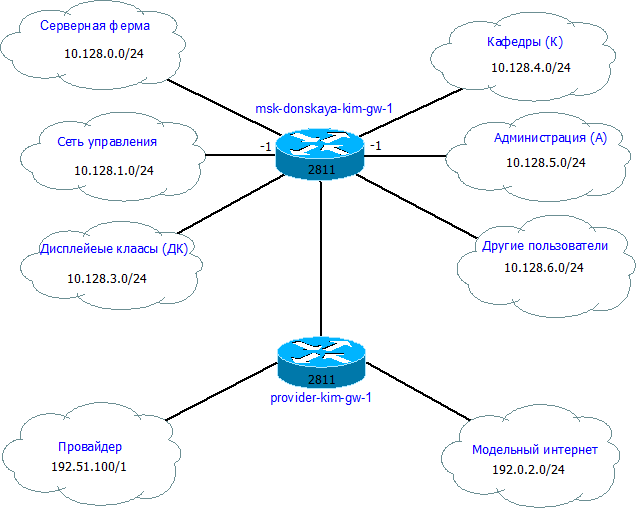 Серверная ферма
10.128.0.0/24
Кафедры (К)
10.128.4.0/24
msk-donskaya-kim-gw-1
Сеть управления
10.128.1.0/24
-1
-1
2811
Администрация (А)
10.128.5.0/24
Дисплейые клаасы (ДК)
10.128.3.0/24
Другие пользователи
10.128.6.0/24
2811
provider-kim-gw-1
Провайдер
192.51.100/1
Модельный интернет
192.0.2.0/24